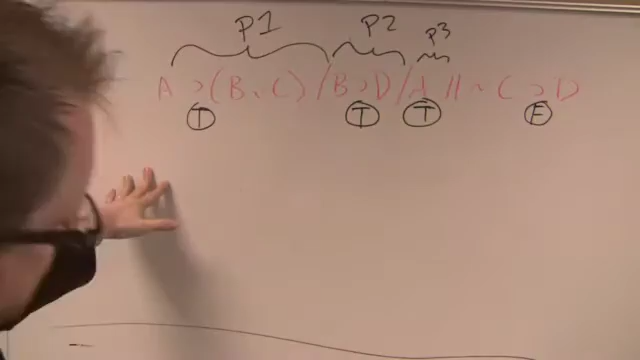 P1 P2 P3
A ⊃ (B ∨ C) / B ⊃ D / A // ~ C ⊃ D
T T T F